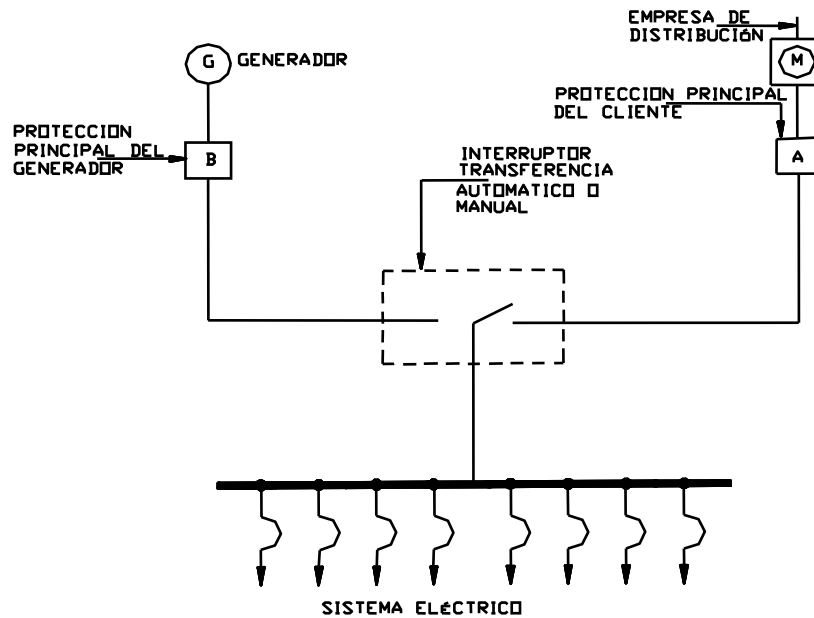 EMPRESA DE
DISTRIBUCIóN
G
GENERADOR
M
PROTECCION PRINCIPAL
DEL CLIENTE
PROTECCION
PRINCIPAL DEL
GENERADOR
B
A
INTERRUPTOR
TRANSFERENCIA
AUTOMATICO O
MANUAL
SISTEMA ELéCTRICO